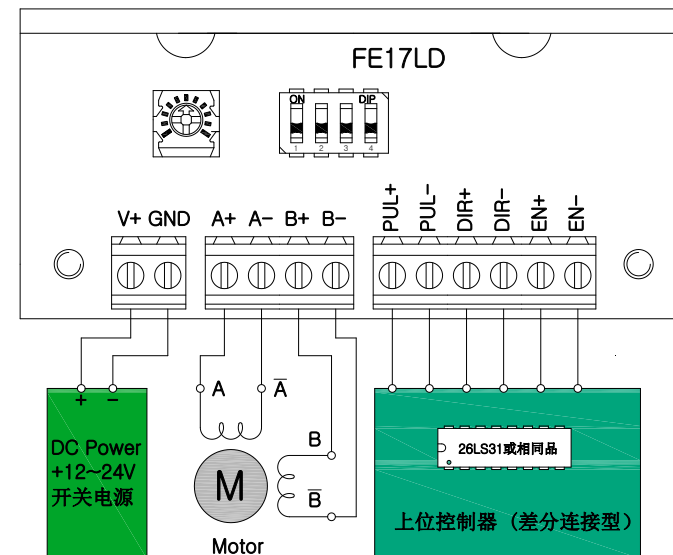 FE17LD
ON DIP
1 2 3 4
V+ GND A+ A- B+ B- PUL+ PUL- DIR+ DIR- EN+ EN-
+ -
A A̅
DC Power
+12~24V
开关电源
B
M
B̅
Motor
26LS31或相同品
上位控制器（差分连接型）